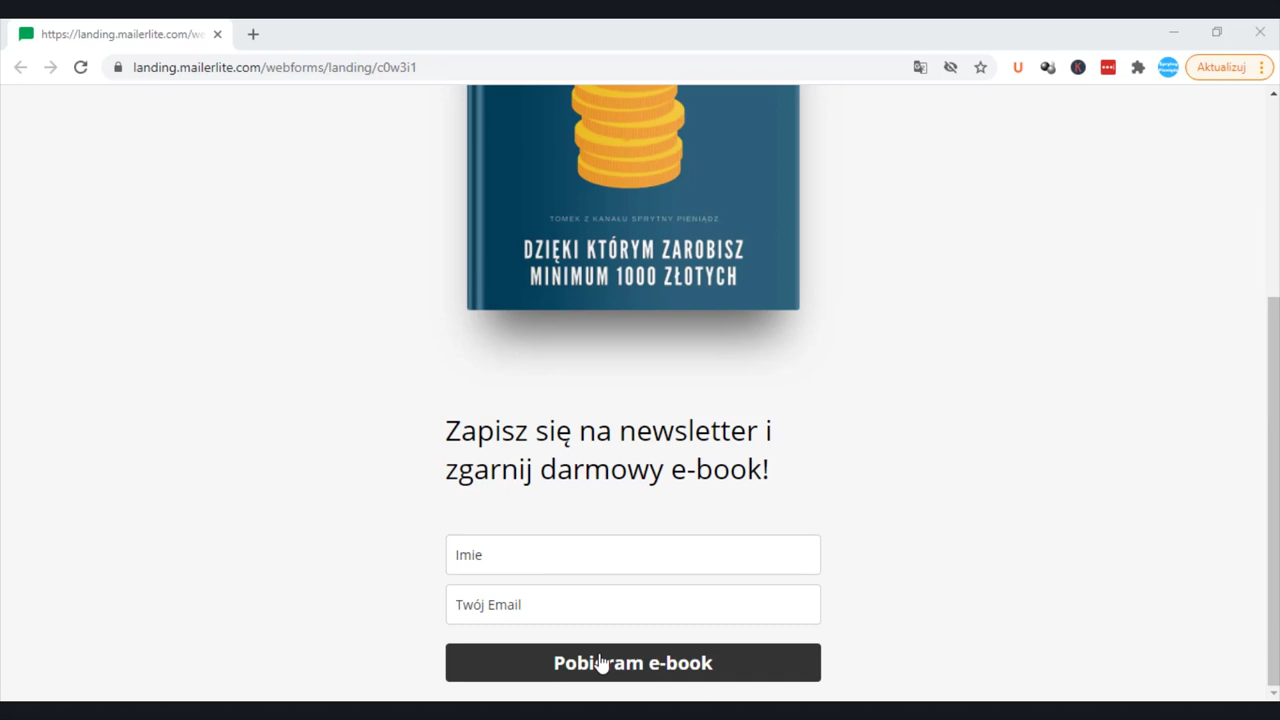 https://landing.mailerlite.com/we
landing.mailerlite.com/webforms/landing/c0w3i1
U
K
Aktualizuj
TOMEK Z KANAŁU SPRYTNY PIENIĄDZ
DZIĘKI KTÓRYM ZAROBISZ
MINIMUM 1000 ZŁOTYCH
Zapisz się na newsletter i
zgarnij darmowy e-book!
Imie
Twój Email
Pobieram e-book